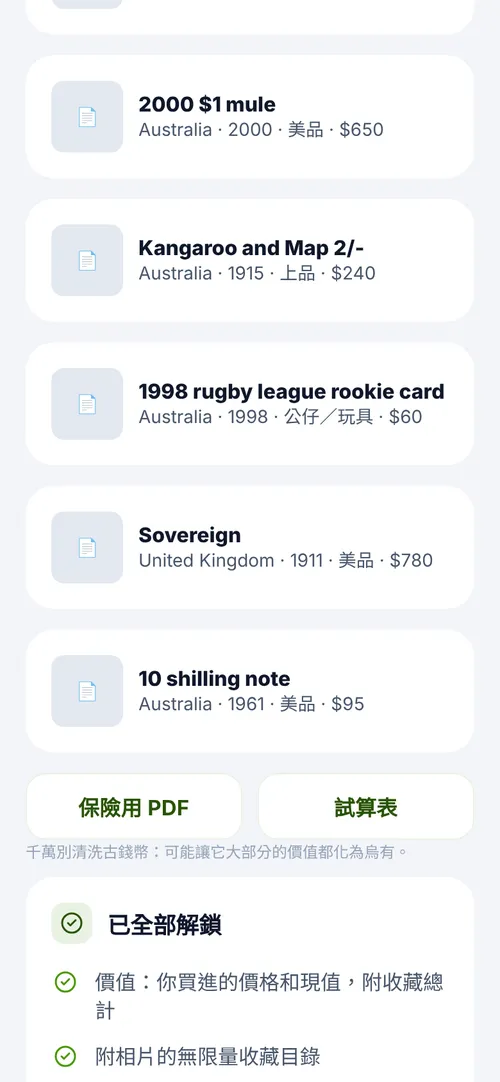 2000 $1 mule
Australia · 2000 · 美品 · $650
Kangaroo and Map 2/-
Australia · 1915 · 上品 · $240
1998 rugby league rookie card
Australia · 1998 · 公仔／玩具 · $60
Sovereign
United Kingdom · 1911 · 美品 · $780
10 shilling note
Australia · 1961 · 美品 · $95
保險用 PDF
試算表
千萬別清洗古錢幣：可能讓它大部分的價值都化為烏有。
已全部解鎖
價值：你買進的價格和現值，附收藏總
計
附相片的無限量收藏目錄